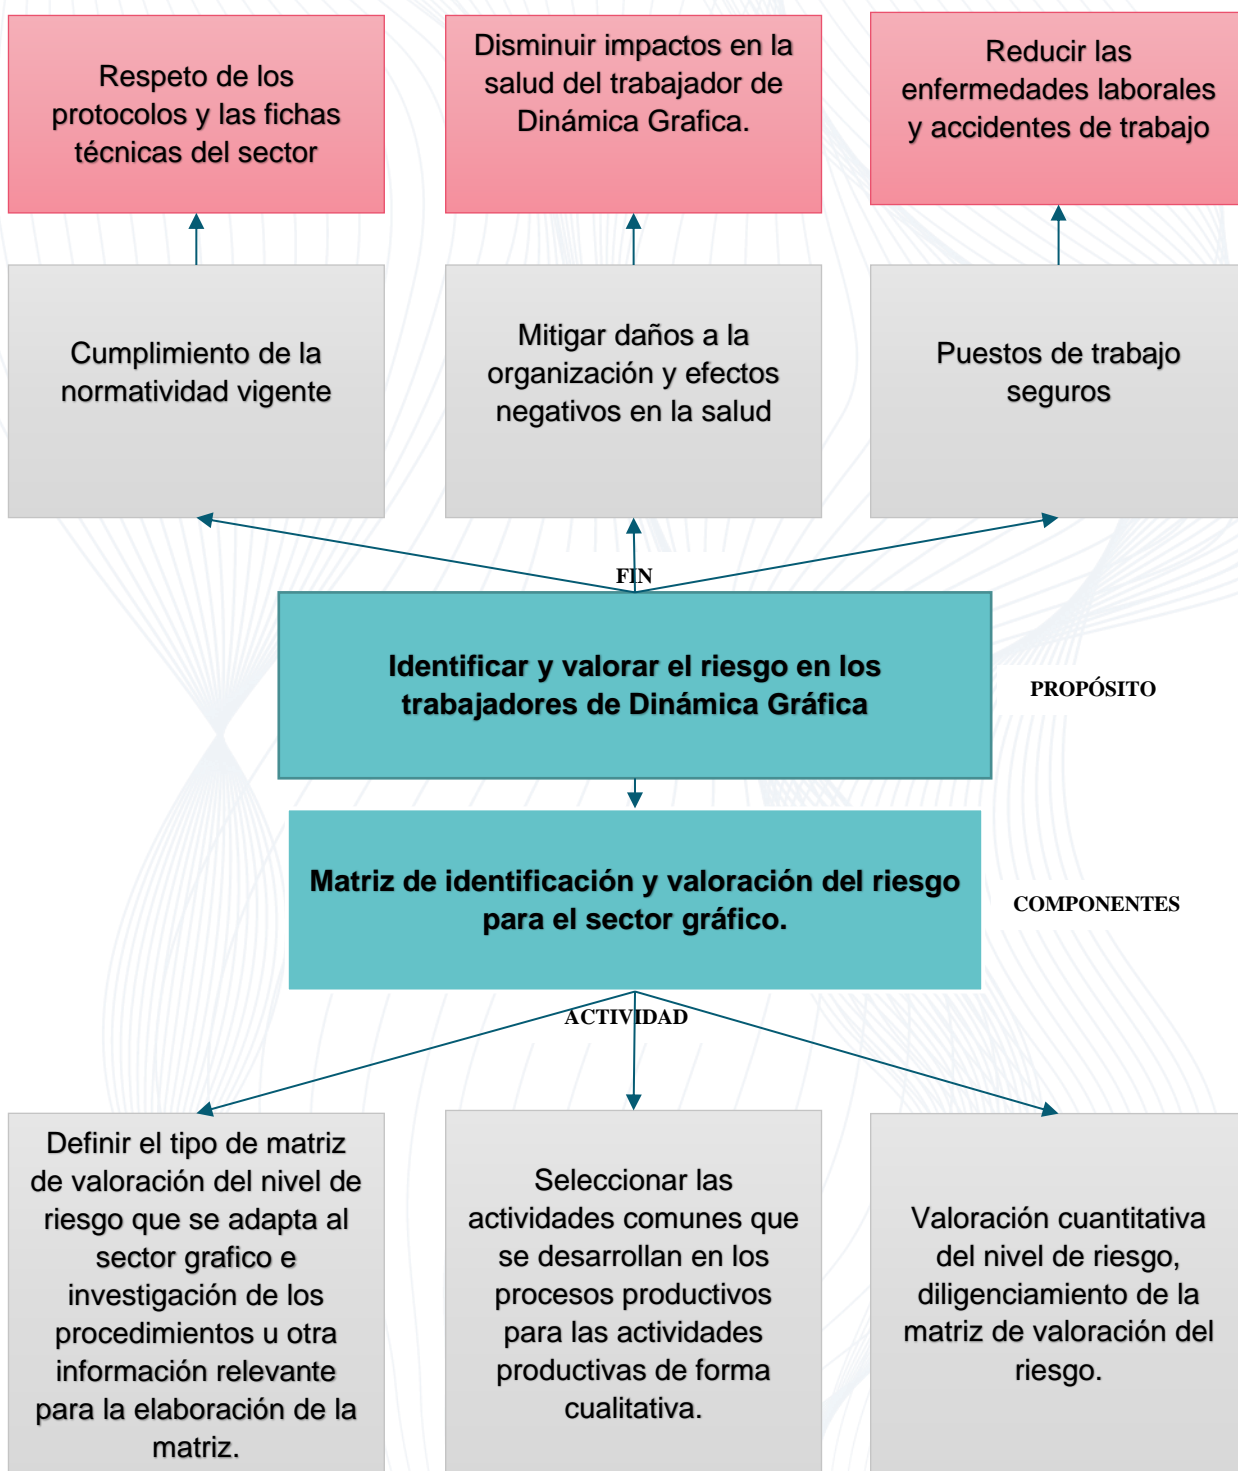 Respeto de los
protocolos y las fichas
técnicas del sector
Disminuir impactos en la
salud del trabajador de
Dinámica Grafica.
Reducir las
enfermedades laborales
y accidentes de trabajo
Cumplimiento de la
normatividad vigente
Mitigar daños a la
organización y efectos
negativos en la salud
Puestos de trabajo
seguros
FIN
Identificar y valorar el riesgo en los
trabajadores de Dinámica Gráfica
PROPÓSITO
Matriz de identificación y valoración del riesgo
para el sector gráfico.
COMPONENTES
ACTIVIDAD
Definir el tipo de matriz
de valoración del nivel de
riesgo que se adapta al
sector grafico e
investigación de los
procedimientos u otra
información relevante
para la elaboración de la
matriz.
Seleccionar las
actividades comunes que
se desarrollan en los
procesos productivos
para las actividades
productivas de forma
cualitativa.
Valoración cuantitativa
del nivel de riesgo,
diligenciamiento de la
matriz de valoración del
riesgo.